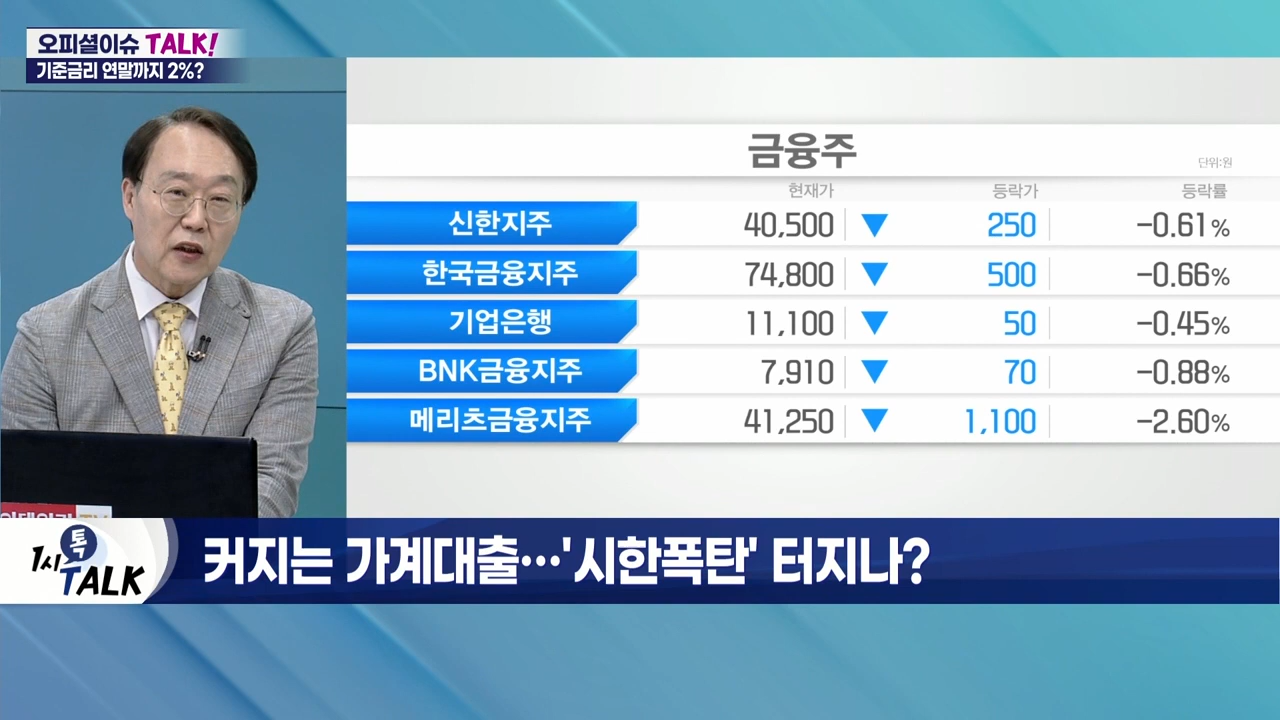 오피셜이슈 TALK!
기준금리 연말까지 2%?
금융주
단위:원
현재가 등락가 등락률
신한지주 40,500 ▼ 250 -0.61%
한국금융지주 74,800 ▼ 500 -0.66%
기업은행 11,100 ▼ 50 -0.45%
BNK금융지주 7,910 ▼ 70 -0.88%
메리츠금융지주 41,250 ▼ 1,100 -2.60%
1시톡 TALK
커지는 가계대출…'시한폭탄' 터지나?